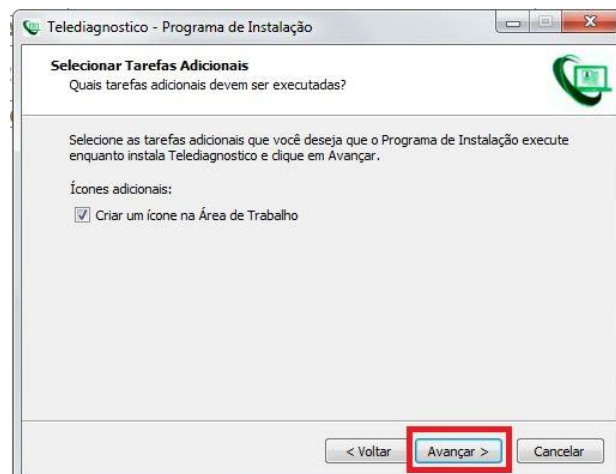 Telediagnostico - Programa de Instalação
Selecionar Tarefas Adicionais
Quais tarefas adicionais devem ser executadas?
Selecione as tarefas adicionais que você deseja que o Programa de Instalação execute
enquanto instala Telediagnostico e clique em Avançar.
Ícones adicionais:
Criar um ícone na Área de Trabalho
< Voltar
Avançar >
Cancelar